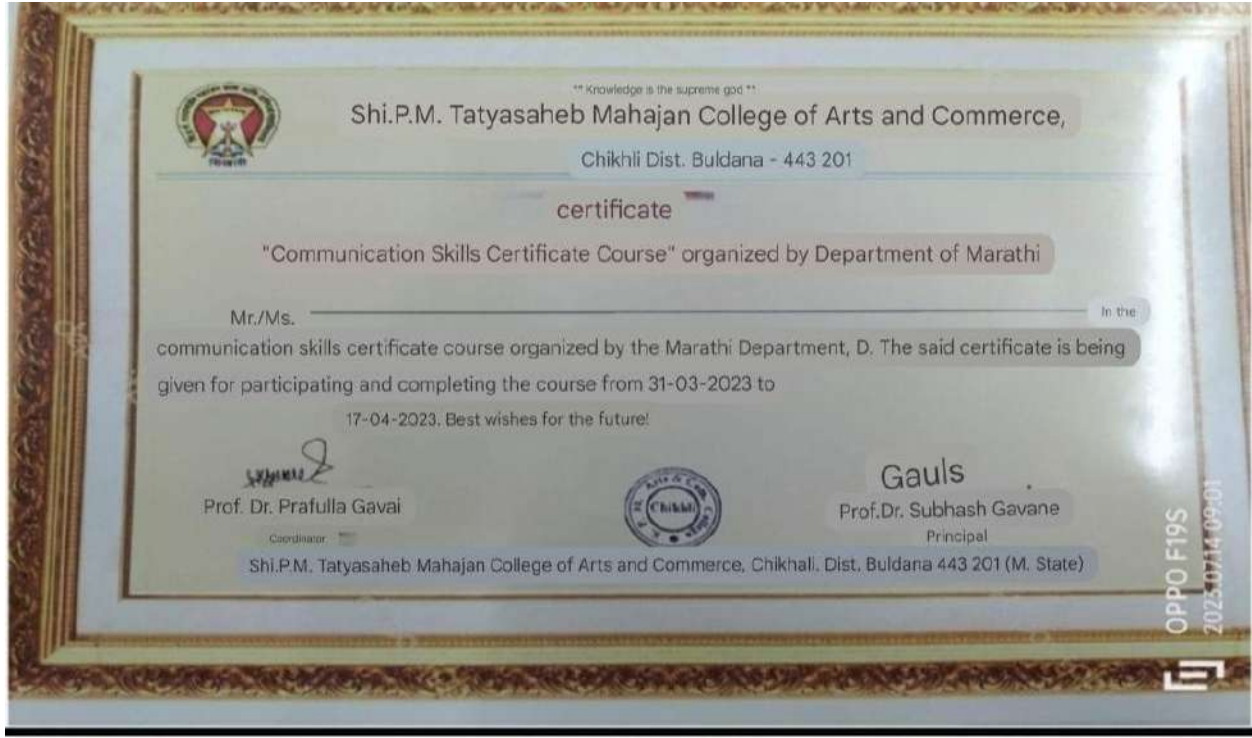 "" Knowledge is the supreme god ""
Shi.P.M. Tatyasaheb Mahajan College of Arts and Commerce,
Chikhli Dist. Buldana - 443 201
certificate
"Communication Skills Certificate Course" organized by Department of Marathi
Mr./Ms. In the
communication skills certificate course organized by the Marathi Department, D. The said certificate is being
given for participating and completing the course from 31-03-2023 to
17-04-2023. Best wishes for the future!
Gauls
Prof. Dr. Prafulla Gavai
Prof.Dr. Subhash Gavane
Coordinator
Principal
Arts & Col. College
Chikhli
Shi.P.M. Tatyasaheb Mahajan College of Arts and Commerce, Chikhali. Dist. Buldana 443 201 (M. State)
OPPO F19S
2023.07.14 09:01